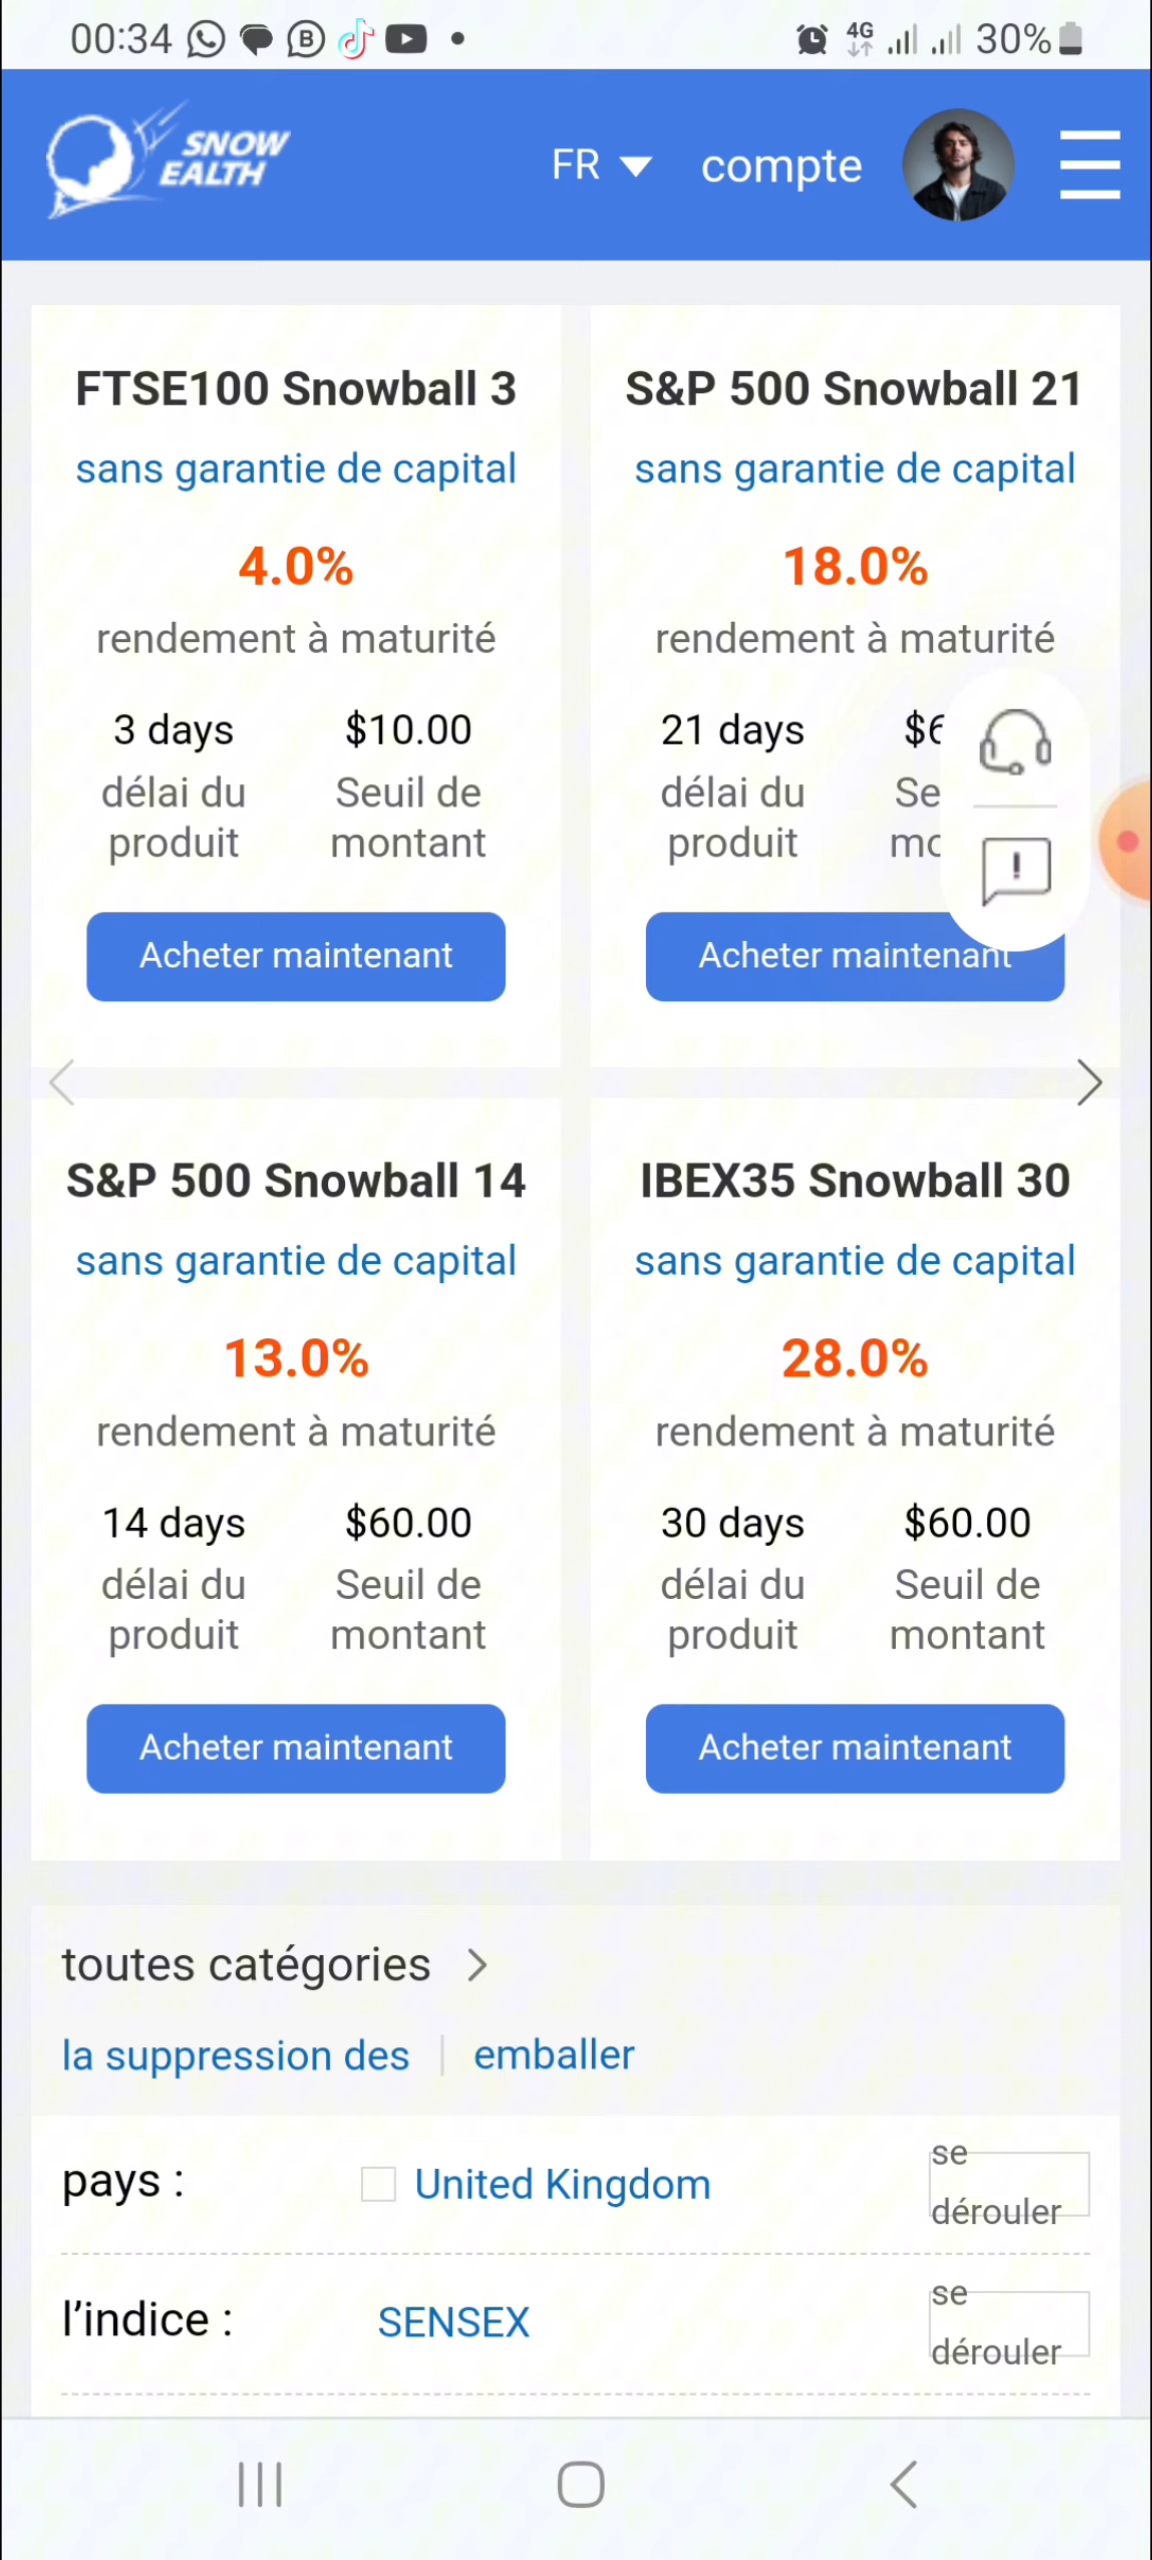 00:34
4G
30%
SNOW
EALTH
FR
compte
FTSE100 Snowball 3
sans garantie de capital
4.0%
rendement à maturité
3 days
$10.00
délai du
produit
Seuil de
montant
Acheter maintenant
S&P 500 Snowball 21
sans garantie de capital
18.0%
rendement à maturité
21 days
délai du
produit
Acheter maintenant
S&P 500 Snowball 14
sans garantie de capital
13.0%
rendement à maturité
14 days
$60.00
délai du
produit
Seuil de
montant
Acheter maintenant
IBEX35 Snowball 30
sans garantie de capital
28.0%
rendement à maturité
30 days
$60.00
délai du
produit
Seuil de
montant
Acheter maintenant
toutes catégories
la suppression des
emballer
pays :
United Kingdom
se
dérouler
l’indice :
SENSEX
se
dérouler